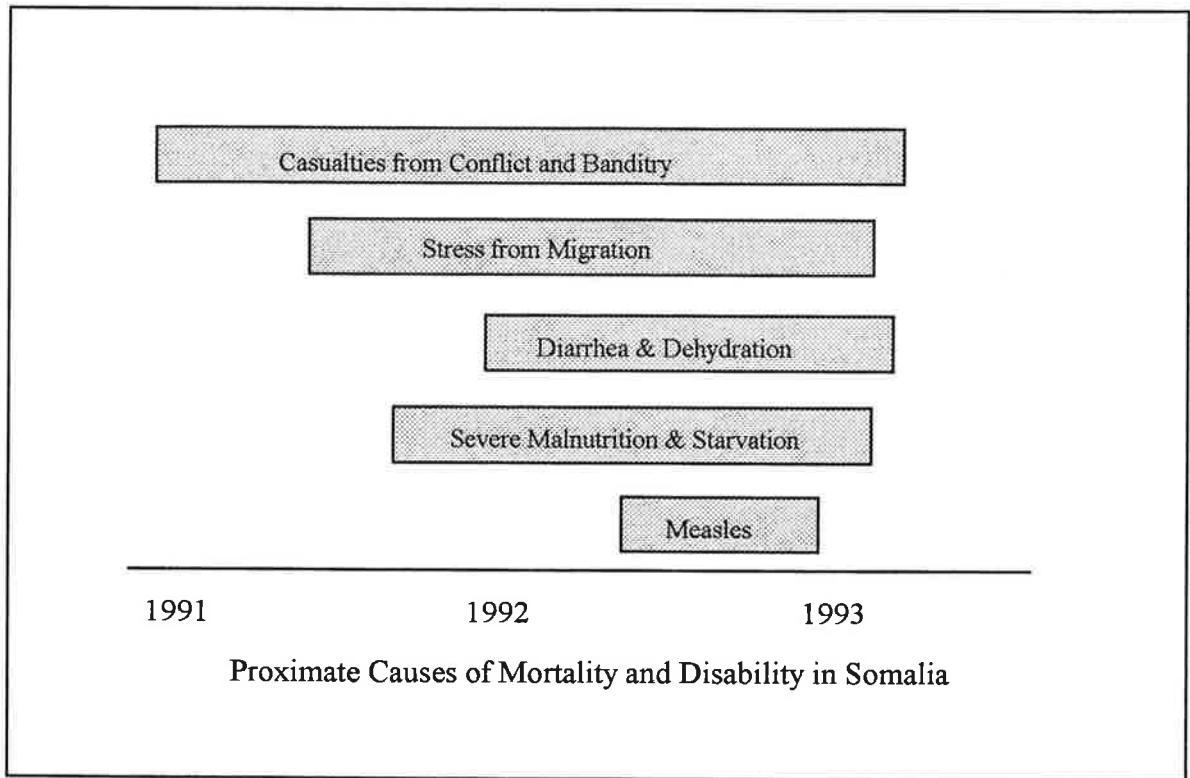 Casualties from Conflict and Banditry
Stress from Migration
Diarrhea & Dehydration
Severe Malnutrition & Starvation
Measles
1991 1992 1993
Proximate Causes of Mortality and Disability in Somalia